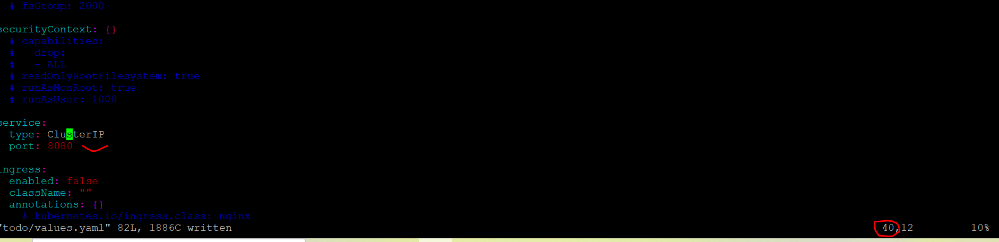 # fsGroup: 2000
securityContext: {}
# capabilities:
#   drop:
#   - ALL
# readOnlyRootFilesystem: true
# runAsNonRoot: true
# runAsUser: 1000
service:
type: ClusterIP
port: 8080
ingress:
enabled: false
className: ""
annotations: {}
# kubernetes.io/ingress.class: nginx
"todo/values.yaml" 82L, 1886C written 40,12 10%